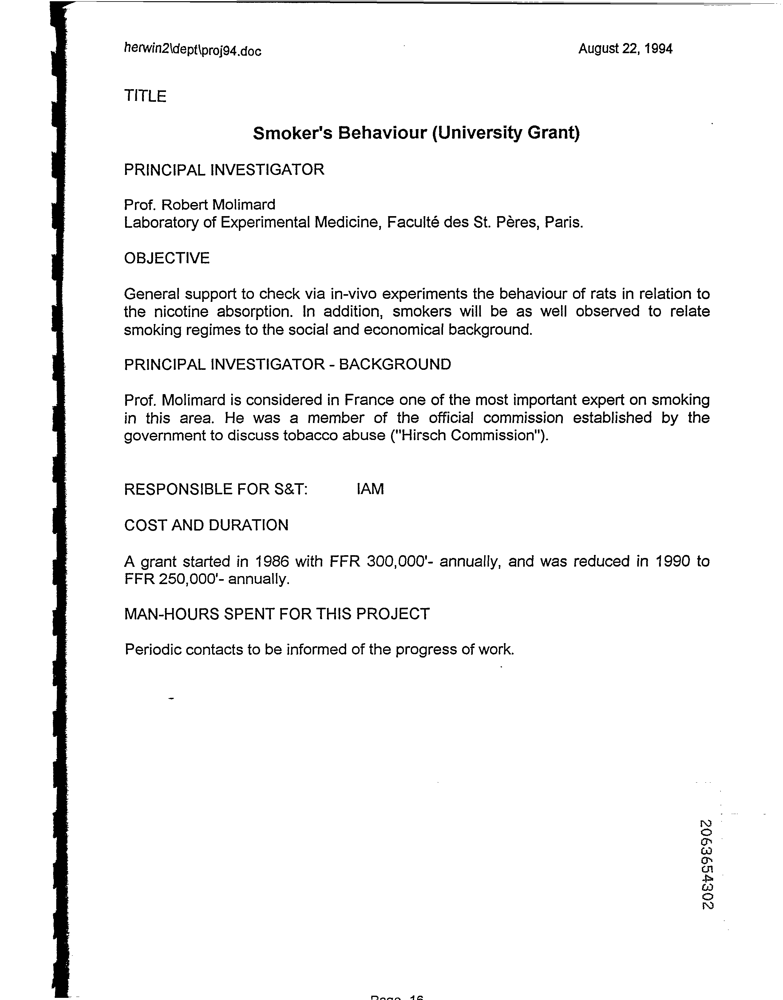 herwin2\dept\proj94.doc August 22, 1994
TITLE
Smoker's Behaviour (University Grant)
PRINCIPAL INVESTIGATOR
Prof. Robert Molimard
Laboratory of Experimental Medicine, Faculté des St. Pères, Paris.
OBJECTIVE
General support to check via in-vivo experiments the behaviour of rats in relation to
the nicotine absorption. In addition, smokers will be as well observed to relate
smoking regimes to the social and economical background.
PRINCIPAL INVESTIGATOR - BACKGROUND
Prof. Molimard is considered in France one of the most important expert on smoking
in this area. He was a member of the official commission established by the
government to discuss tobacco abuse ("Hirsch Commission").
RESPONSIBLE FOR S&T: IAM
COST AND DURATION
A grant started in 1986 with FFR 300,000'- annually, and was reduced in 1990 to
FFR 250,000'- annually.
MAN-HOURS SPENT FOR THIS PROJECT
Periodic contacts to be informed of the progress of work.
2063654302
Page 16